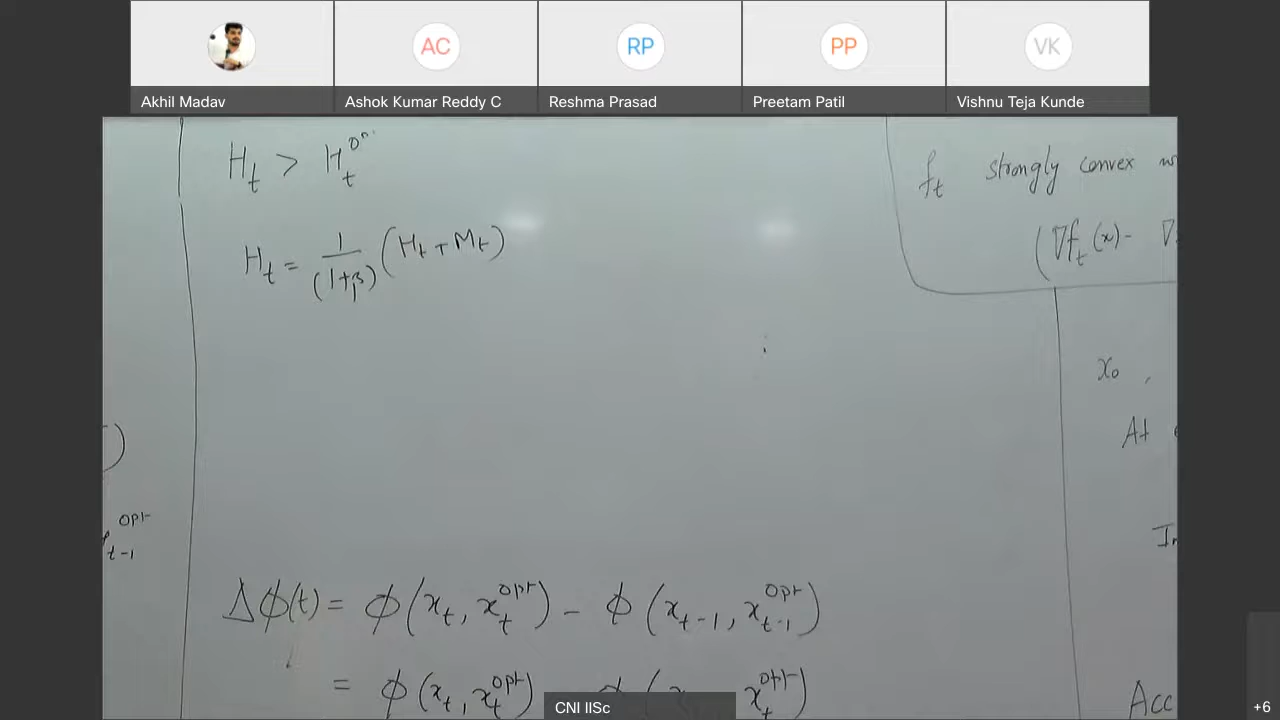 AC
RP
PP
VK
Akhil Madav
Ashok Kumar Reddy C
Reshma Prasad
Preetam Patil
Vishnu Teja Kunde
H_t > H_t
H_t = 1/(1+β) (H_t + M_t)
f_t strongly convex
(∇f_t(x) - ∇
x_0 ,
At
opt
t-1
Δϕ(t) = ϕ(x_t, x_t^opt) - ϕ(x_{t-1}, x_{t-1}^opt)
= ϕ(x_t, x_t^opt)
x_t^opt)
Acc
CNI IISc
+6